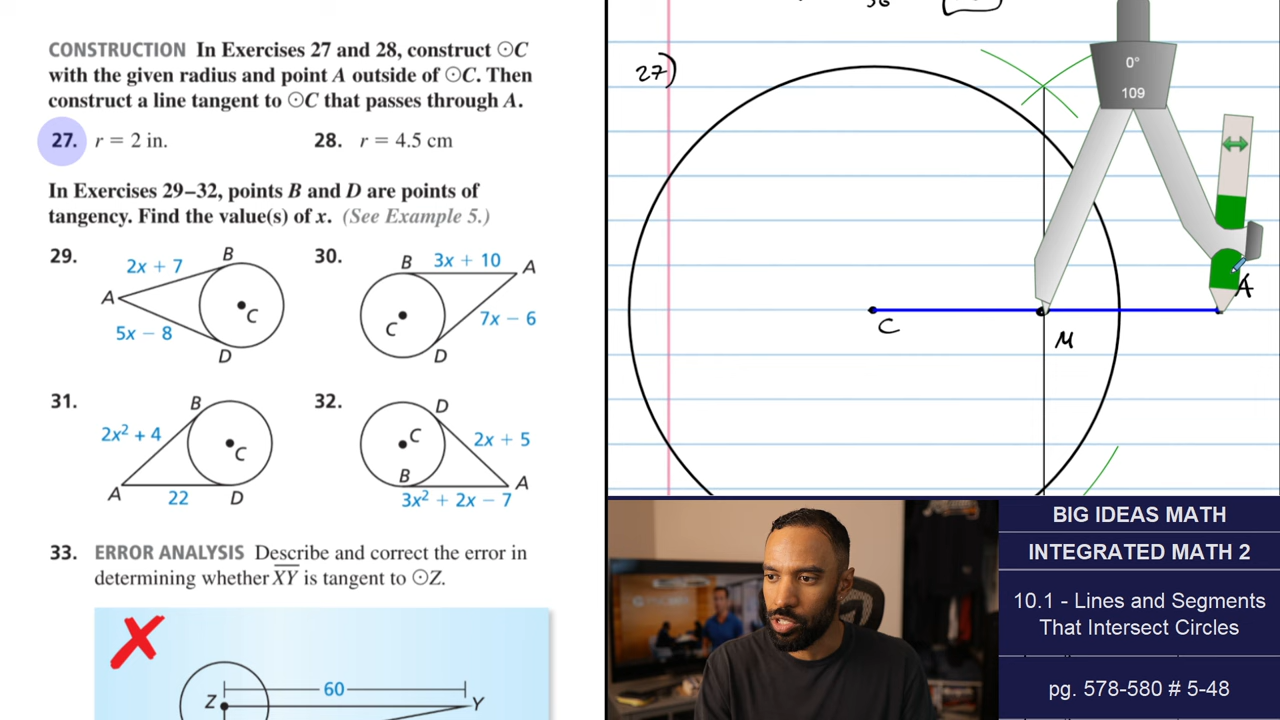 CONSTRUCTION In Exercises 27 and 28, construct ⊙C
with the given radius and point A outside of ⊙C. Then
construct a line tangent to ⊙C that passes through A.
27. r = 2 in.
28. r = 4.5 cm
In Exercises 29–32, points B and D are points of
tangency. Find the value(s) of x. (See Example 5.)
29.
2x + 7
B
A
C
5x − 8
D
30.
B
3x + 10
A
C
7x − 6
D
31.
B
2x² + 4
C
A
22
D
32.
D
C
2x + 5
B
A
3x² + 2x − 7
33. ERROR ANALYSIS Describe and correct the error in
determining whether XY is tangent to ⊙Z.
60
Z
Y
27)
0°
109
A
C
M
BIG IDEAS MATH
INTEGRATED MATH 2
10.1 - Lines and Segments
That Intersect Circles
pg. 578-580 # 5-48